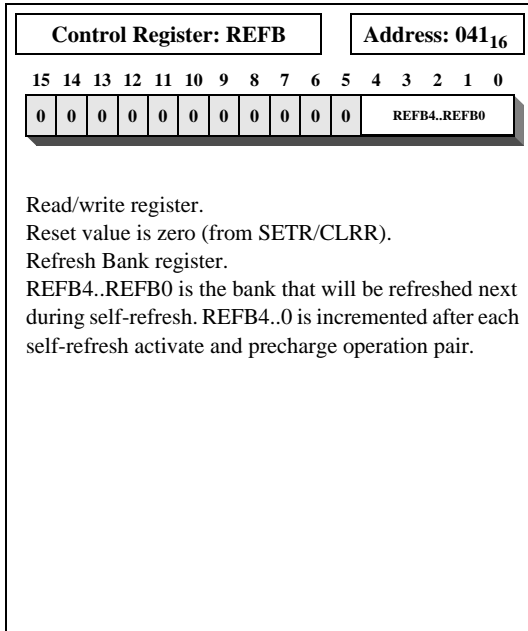 Control Register: REFB
Address: 041₁₆
15 14 13 12 11 10 9 8 7 6 5 4 3 2 1 0
0 0 0 0 0 0 0 0 0 0 0 REFB4..REFB0
Read/write register.
Reset value is zero (from SETR/CLRR).
Refresh Bank register.
REFB4..REFB0 is the bank that will be refreshed next
during self-refresh. REFB4..0 is incremented after each
self-refresh activate and precharge operation pair.